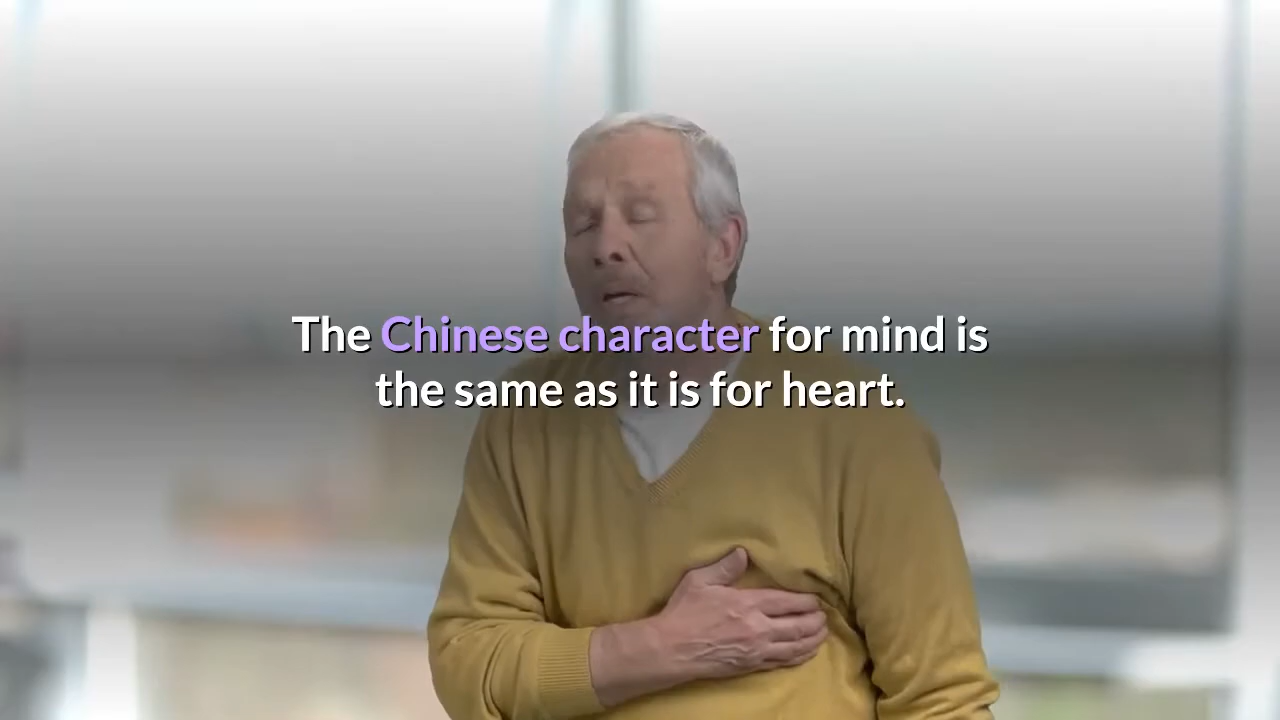 The Chinese character for mind is
the same as it is for heart.